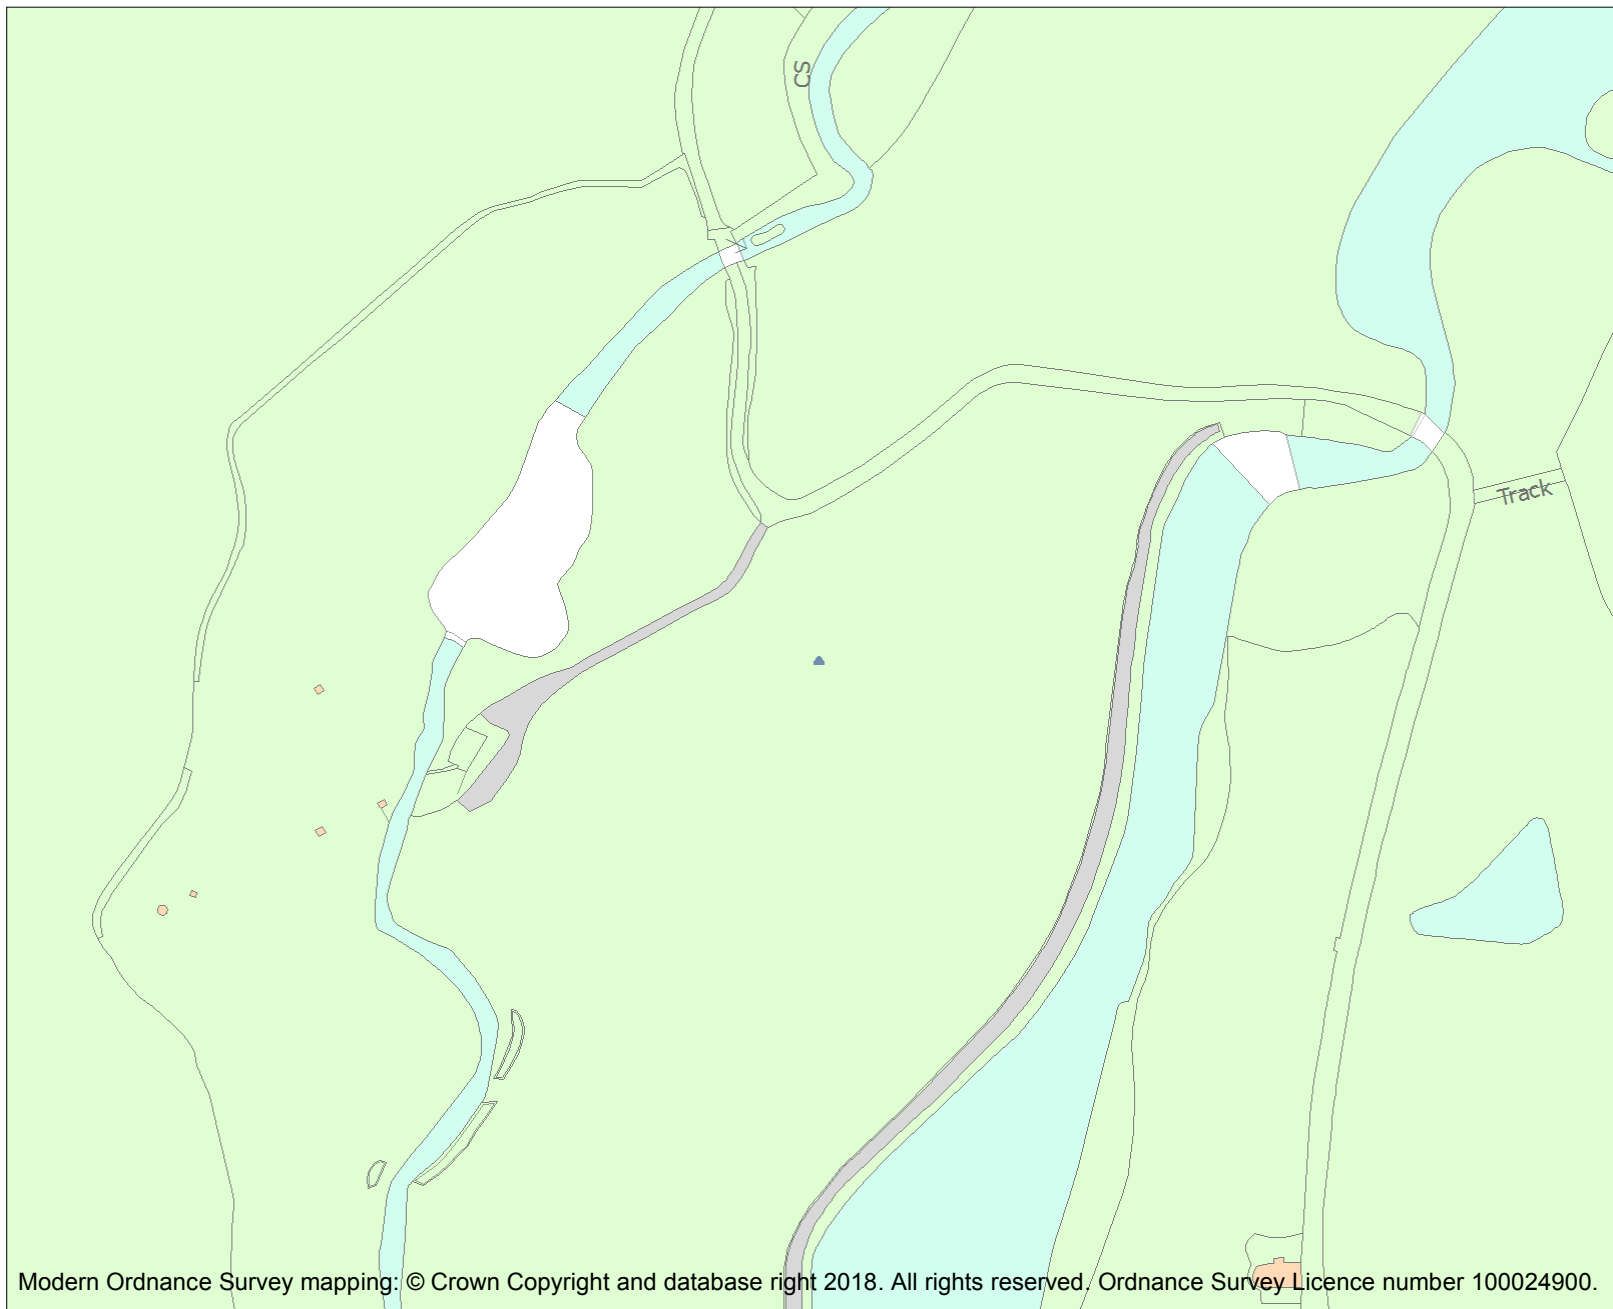 CS
Track
Modern Ordnance Survey mapping: © Crown Copyright and database right 2018. All rights reserved. Ordnance Survey Licence number 100024900.